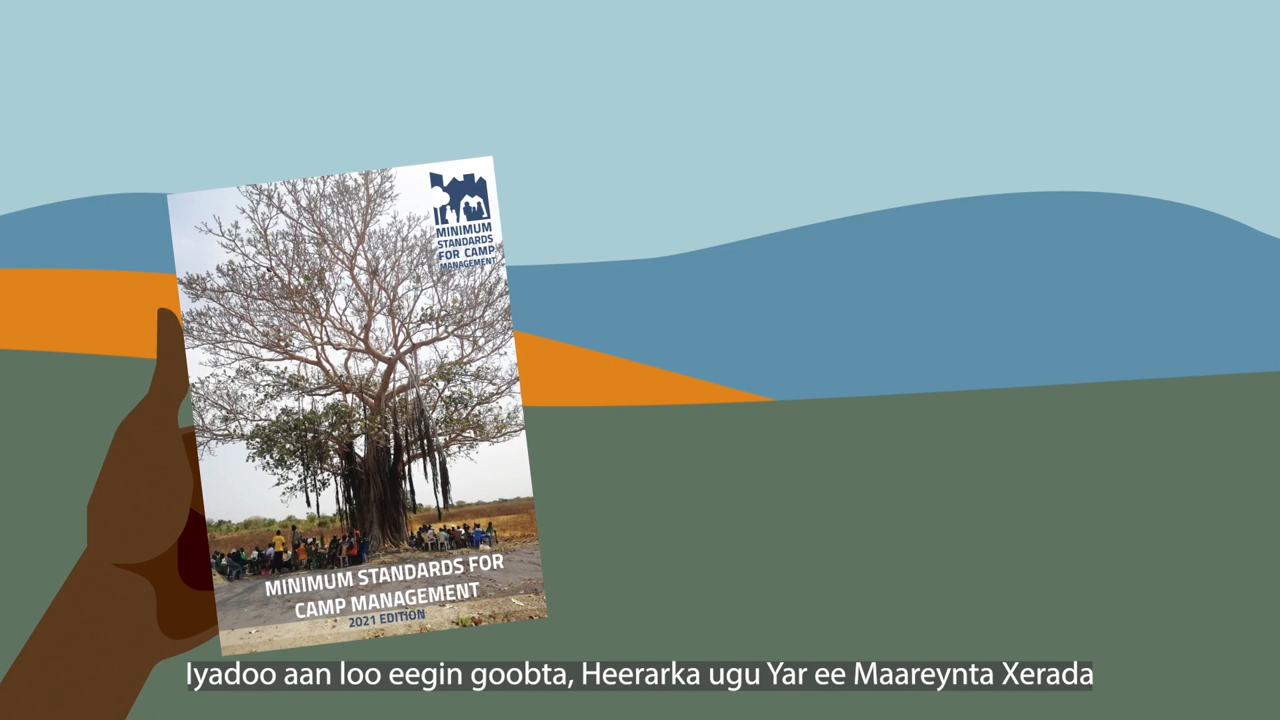 MINIMUM
STANDARDS
FOR CAMP
MANAGEMENT
MINIMUM STANDARDS FOR
CAMP MANAGEMENT
2021 EDITION
Iyadoo aan loo eegin goobta, Heerarka ugu Yar ee Maareynta Xerada